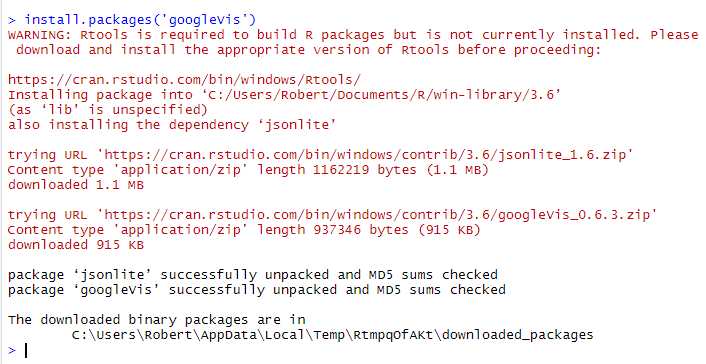 > install.packages('googleVis')
WARNING: Rtools is required to build R packages but is not currently installed. Please
download and install the appropriate version of Rtools before proceeding:
https://cran.rstudio.com/bin/windows/Rtools/
Installing package into ‘C:/Users/Robert/Documents/R/win-library/3.6’
(as ‘lib’ is unspecified)
also installing the dependency ‘jsonlite’
trying URL 'https://cran.rstudio.com/bin/windows/contrib/3.6/jsonlite_1.6.zip'
Content type 'application/zip' length 1162219 bytes (1.1 MB)
downloaded 1.1 MB
trying URL 'https://cran.rstudio.com/bin/windows/contrib/3.6/googleVis_0.6.3.zip'
Content type 'application/zip' length 937346 bytes (915 KB)
downloaded 915 KB
package ‘jsonlite’ successfully unpacked and MD5 sums checked
package ‘googleVis’ successfully unpacked and MD5 sums checked
The downloaded binary packages are in
C:\Users\Robert\AppData\Local\Temp\RtmpqOfAKt\downloaded_packages
>